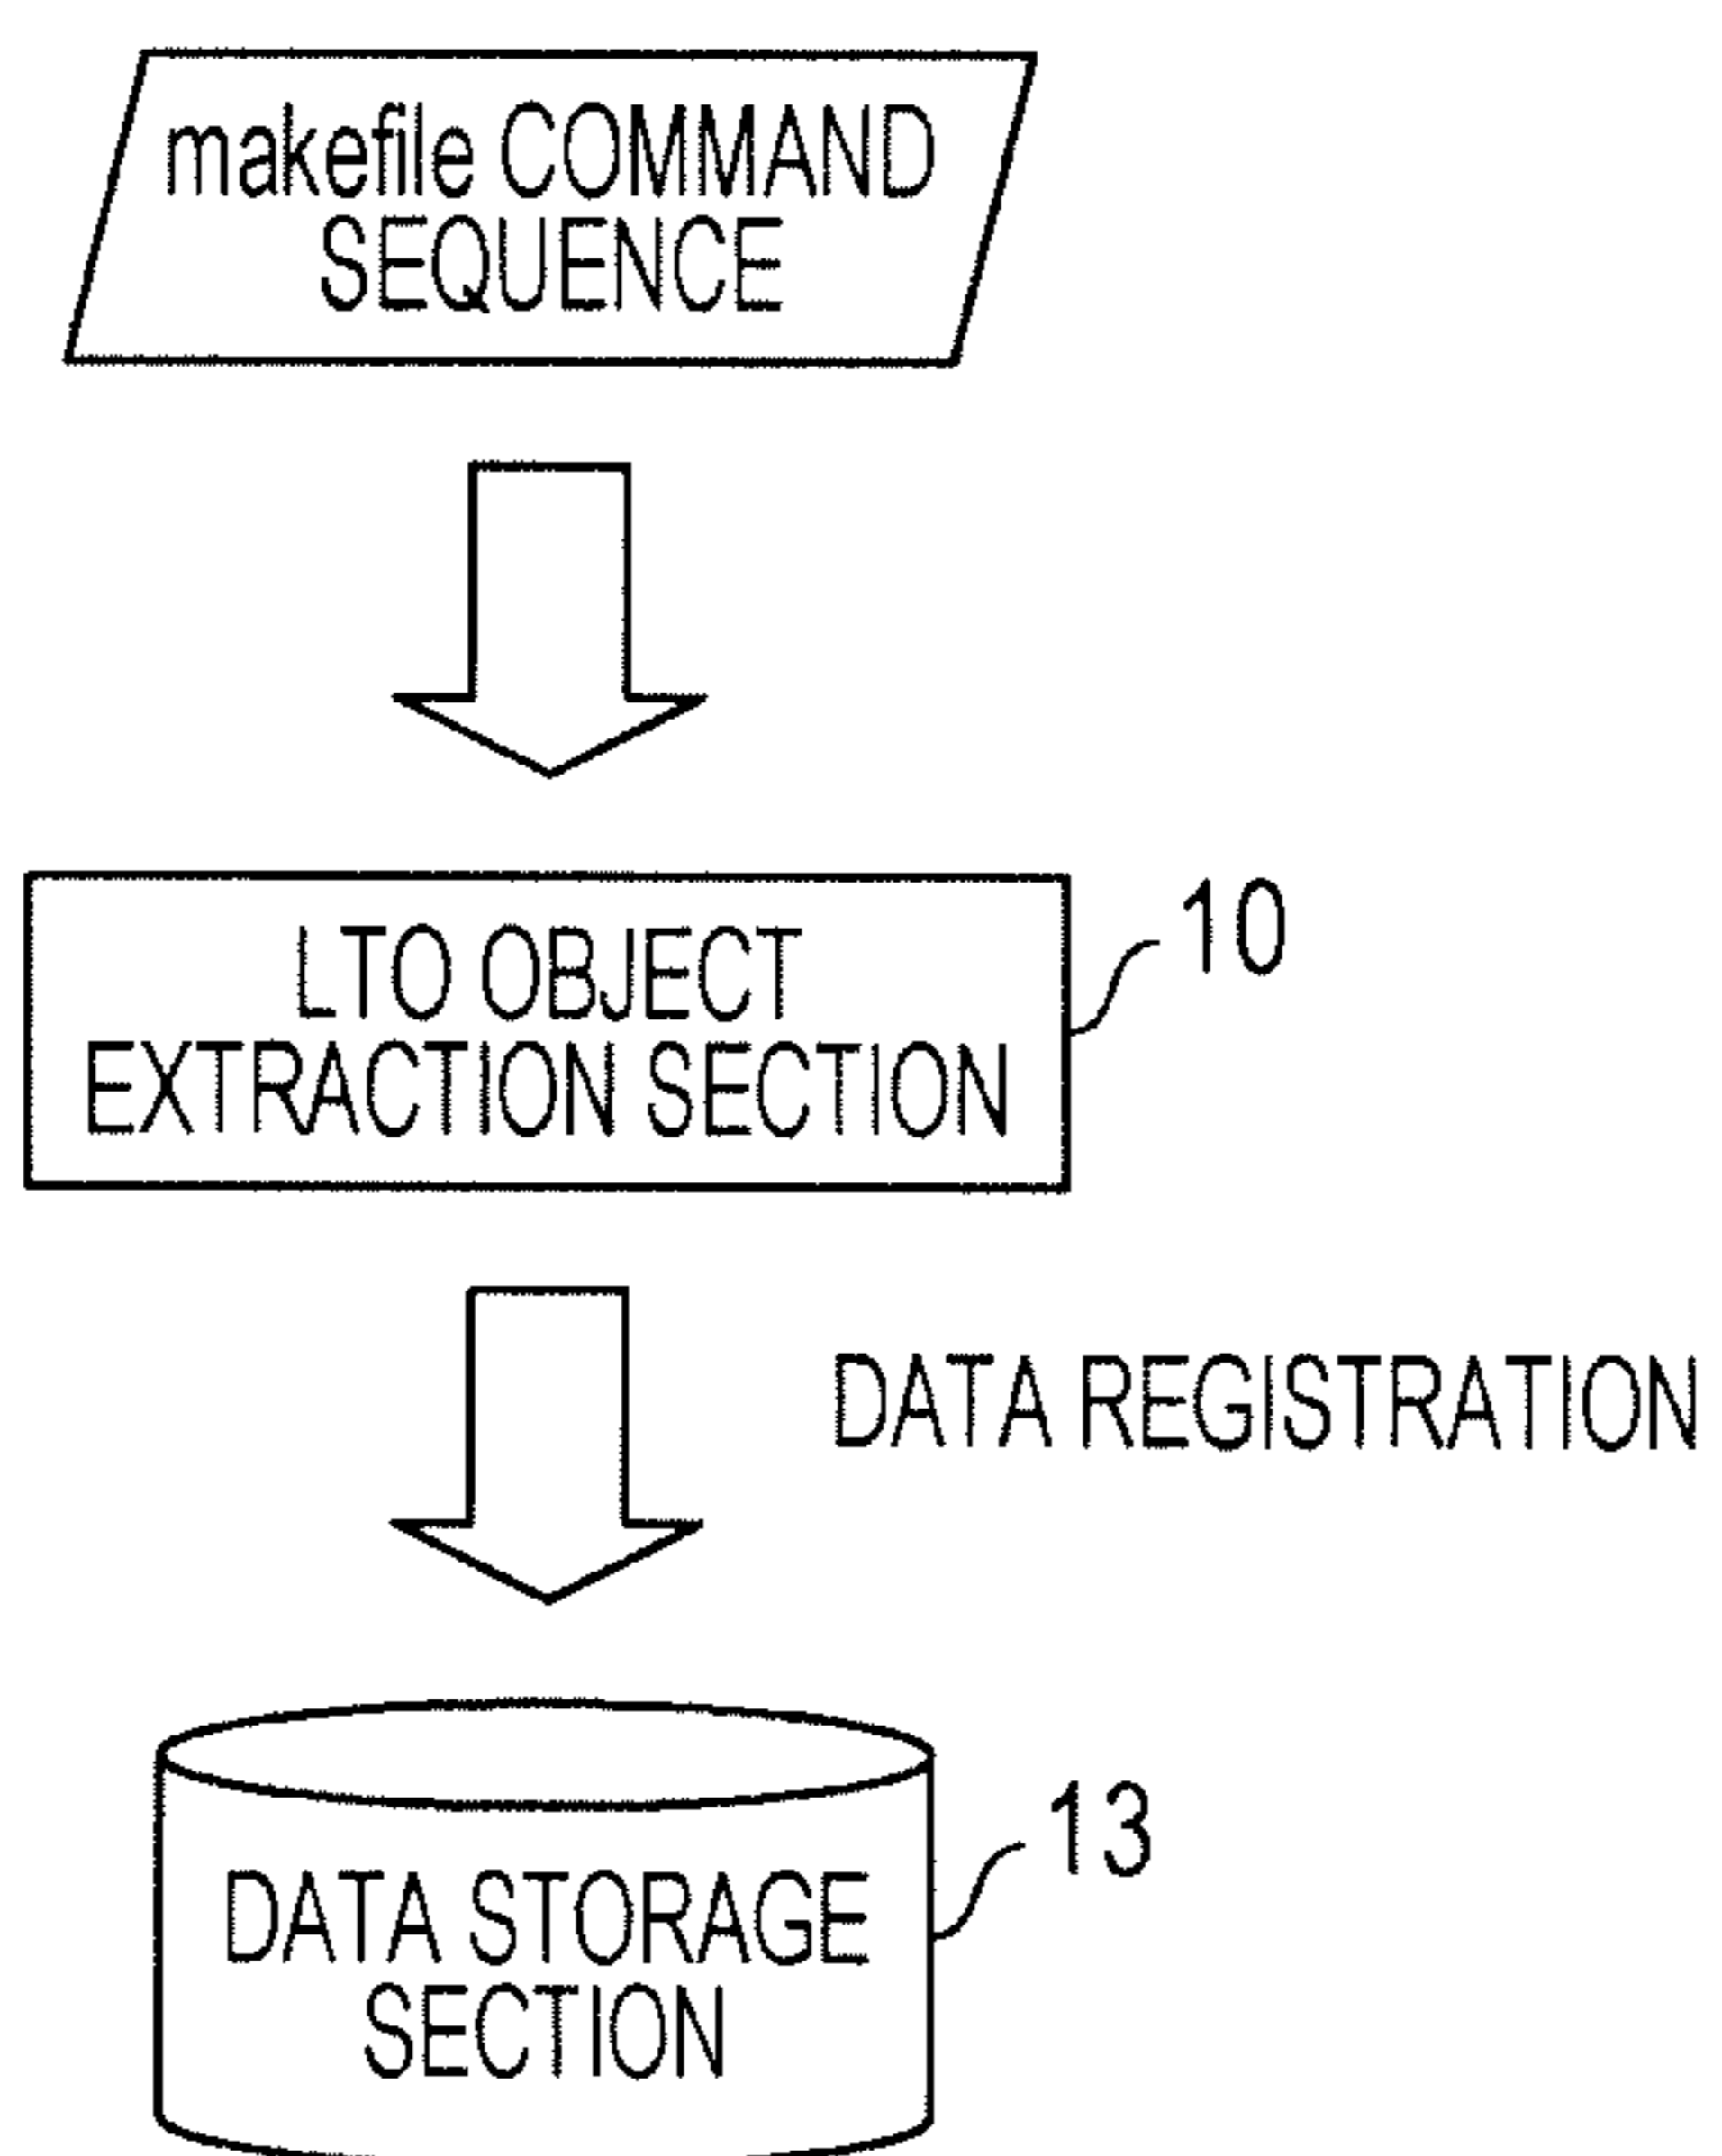 makefile COMMAND
SEQUENCE
LTO OBJECT
EXTRACTION SECTION
10
DATA REGISTRATION
DATA STORAGE
SECTION
13